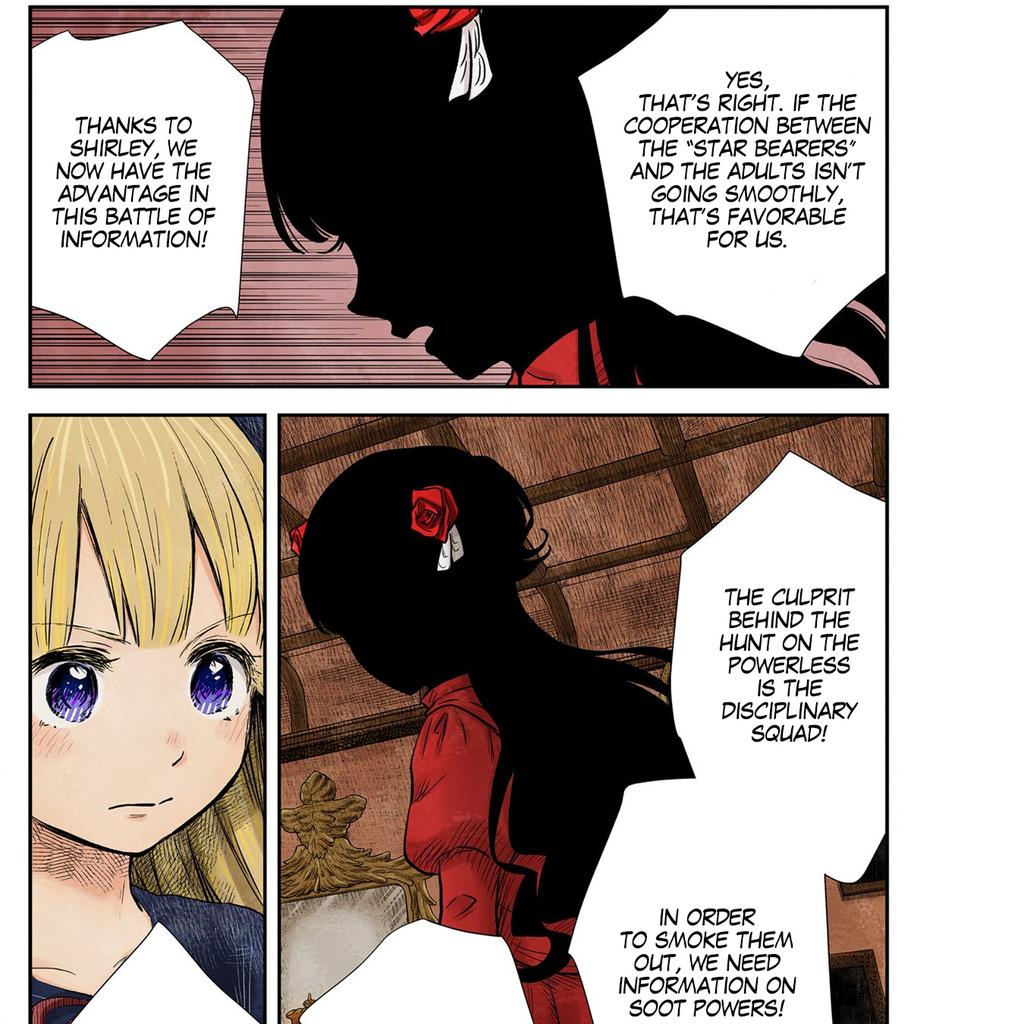 YES,
THAT'S RIGHT. IF THE
COOPERATION BETWEEN
THE "STAR BEARERS"
AND THE ADULTS ISN'T
GOING SMOOTHLY,
THAT'S FAVORABLE
FOR US.
THANKS TO
SHIRLEY, WE
NOW HAVE THE
ADVANTAGE IN
THIS BATTLE OF
INFORMATION!
THE CULPRIT
BEHIND THE
HUNT ON THE
POWERLESS
IS THE
DISCIPLINARY
SQUAD!
IN ORDER
TO SMOKE THEM
OUT, WE NEED
INFORMATION ON
SOOT POWERS!